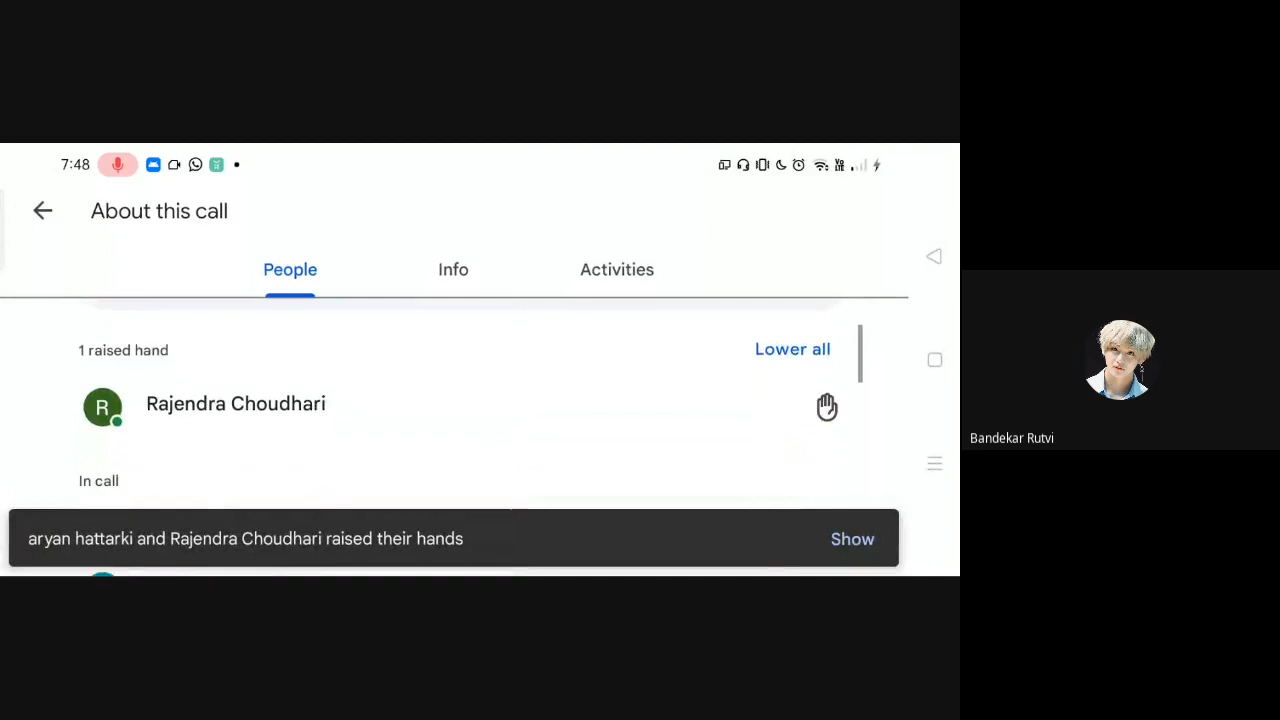 7:48
About this call
People
Info
Activities
1 raised hand
Lower all
R
Rajendra Choudhari
In call
aryan hattarki and Rajendra Choudhari raised their hands
Show
Bandekar Rutvi